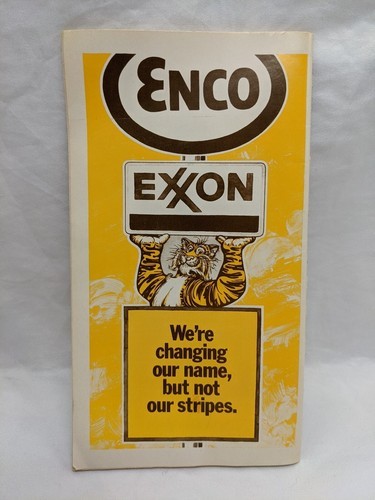 ENCO
EXXON
We're
changing
our name,
but not
our stripes.